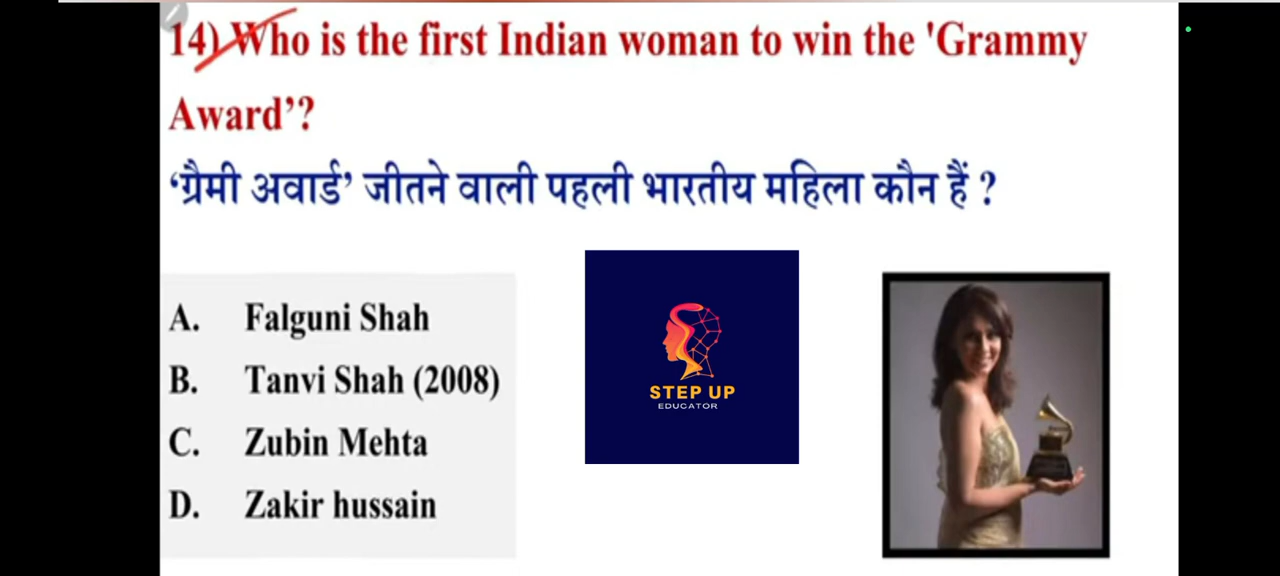 14) Who is the first Indian woman to win the 'Grammy
Award’?
‘ग्रैमी अवार्ड’ जीतने वाली पहली भारतीय महिला कौन हैं ?
A. Falguni Shah
B. Tanvi Shah (2008)
C. Zubin Mehta
D. Zakir hussain
STEP UP
EDUCATOR